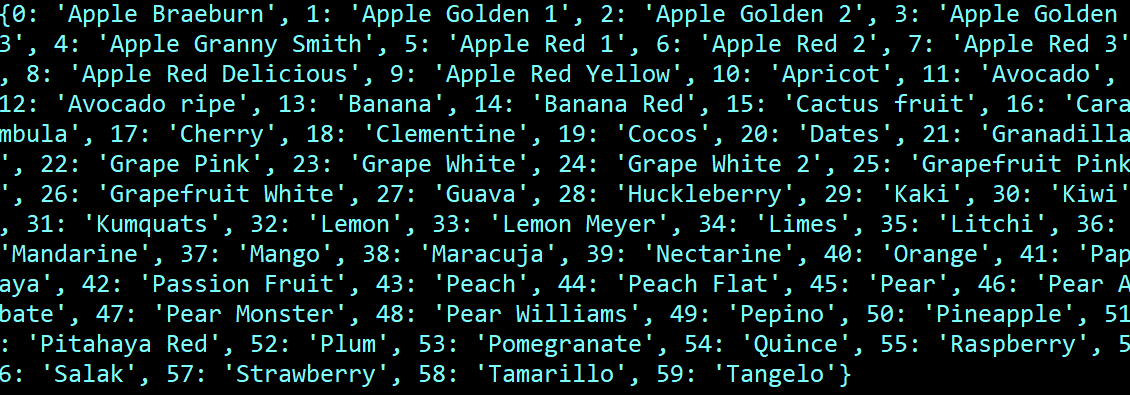 {0: 'Apple Braeburn', 1: 'Apple Golden 1', 2: 'Apple Golden 2', 3: 'Apple Golden
3', 4: 'Apple Granny Smith', 5: 'Apple Red 1', 6: 'Apple Red 2', 7: 'Apple Red 3'
, 8: 'Apple Red Delicious', 9: 'Apple Red Yellow', 10: 'Apricot', 11: 'Avocado',
12: 'Avocado ripe', 13: 'Banana', 14: 'Banana Red', 15: 'Cactus fruit', 16: 'Cara
mbula', 17: 'Cherry', 18: 'Clementine', 19: 'Cocos', 20: 'Dates', 21: 'Granadilla
', 22: 'Grape Pink', 23: 'Grape White', 24: 'Grape White 2', 25: 'Grapefruit Pink
', 26: 'Grapefruit White', 27: 'Guava', 28: 'Huckleberry', 29: 'Kaki', 30: 'Kiwi'
, 31: 'Kumquats', 32: 'Lemon', 33: 'Lemon Meyer', 34: 'Limes', 35: 'Litchi', 36:
'Mandarine', 37: 'Mango', 38: 'Maracuja', 39: 'Nectarine', 40: 'Orange', 41: 'Pap
aya', 42: 'Passion Fruit', 43: 'Peach', 44: 'Peach Flat', 45: 'Pear', 46: 'Pear A
bate', 47: 'Pear Monster', 48: 'Pear Williams', 49: 'Pepino', 50: 'Pineapple', 51
: 'Pitahaya Red', 52: 'Plum', 53: 'Pomegranate', 54: 'Quince', 55: 'Raspberry', 5
6: 'Salak', 57: 'Strawberry', 58: 'Tamarillo', 59: 'Tangelo'}